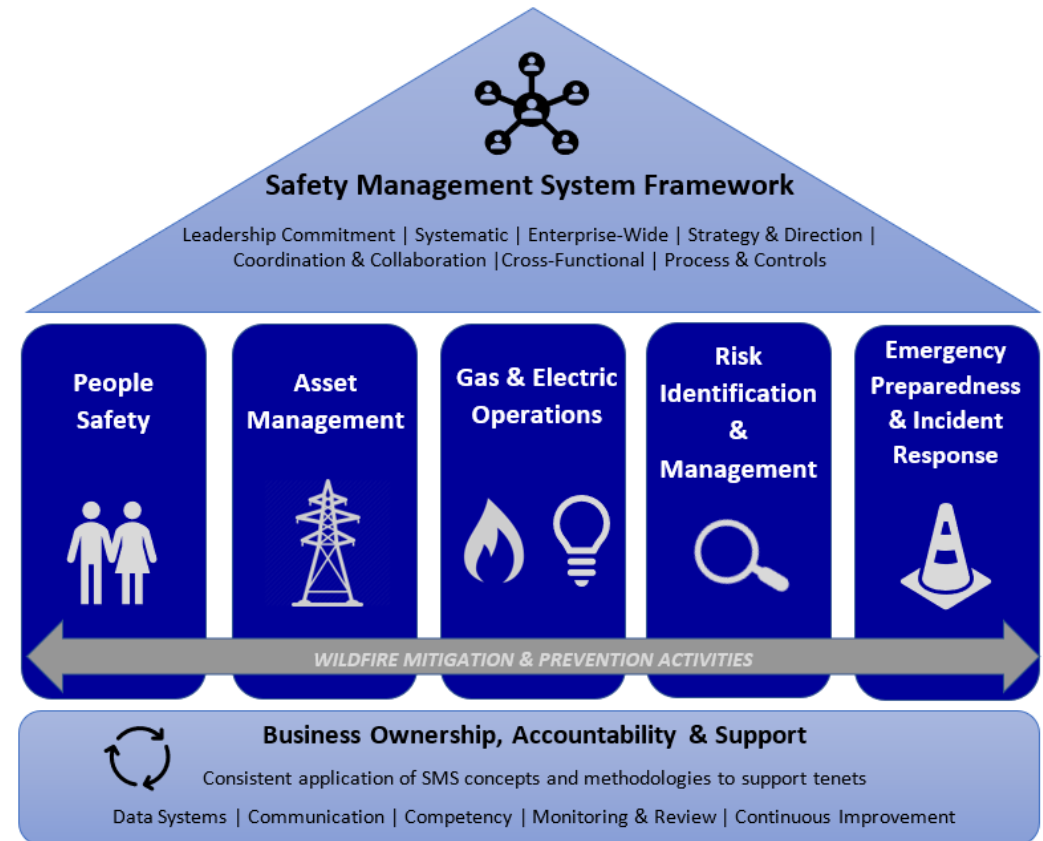 Safety Management System Framework
Leadership Commitment | Systematic | Enterprise-Wide | Strategy & Direction |
Coordination & Collaboration |Cross-Functional | Process & Controls
People
Safety
Asset
Management
Gas & Electric
Operations
Risk
Identification
&
Management
Emergency
Preparedness
& Incident
Response
WILDFIRE MITIGATION & PREVENTION ACTIVITIES
Business Ownership, Accountability & Support
Consistent application of SMS concepts and methodologies to support tenets
Data Systems | Communication | Competency | Monitoring & Review | Continuous Improvement